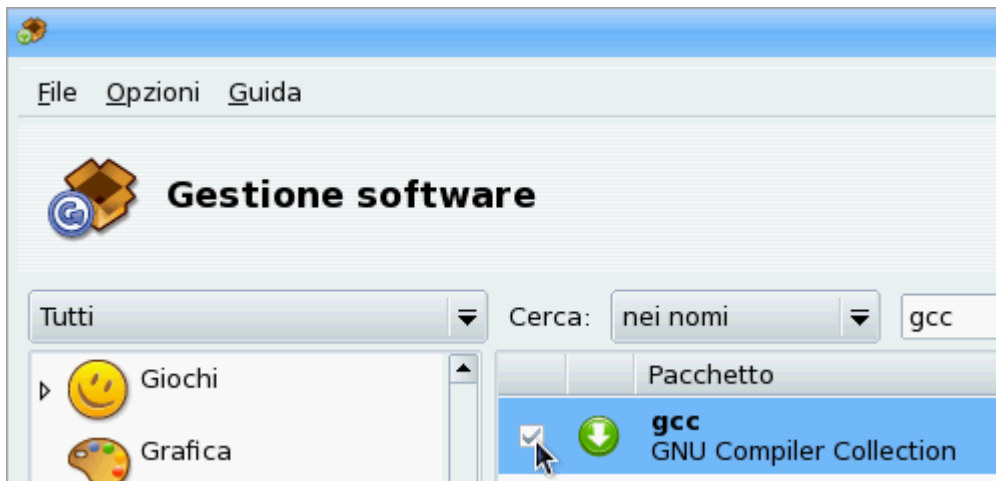 File Opzioni Guida
Gestione software
Tutti Cerca: nei nomi gcc
Pacchetto
Giochi
gcc
GNU Compiler Collection
Grafica